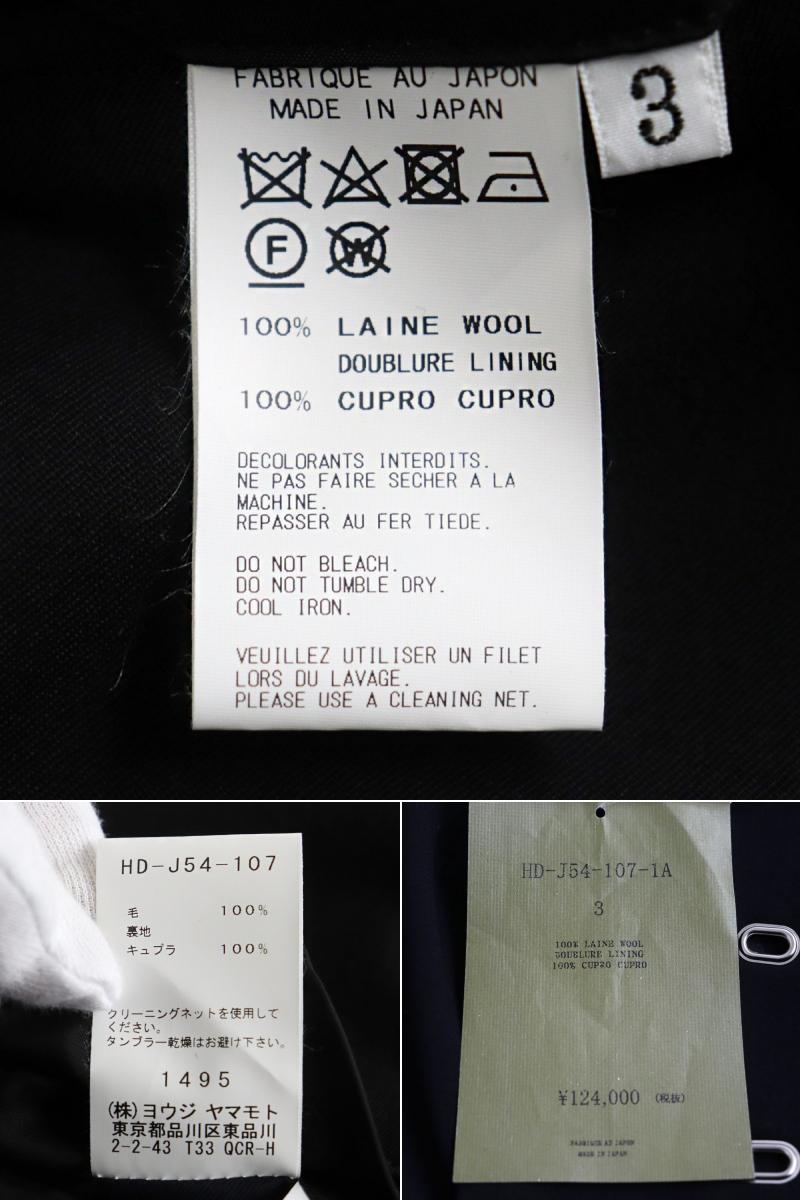 FABRIQUE AU JAPON
MADE IN JAPAN
3
F
W
100% LAINE WOOL
DOUBLURE LINING
100% CUPRO CUPRO
DECOLORANTS INTERDITS.
NE PAS FAIRE SECHER A LA
MACHINE.
REPASSER AU FER TIEDE.
DO NOT BLEACH.
DO NOT TUMBLE DRY.
COOL IRON.
VEUILLEZ UTILISER UN FILET
LORS DU LAVAGE.
PLEASE USE A CLEANING NET.
HD-J54-107
毛 100%
裏地
キュプラ 100%
クリーニングネットを使用して
ください。
タンブラー乾燥はお避け下さい。
1495
(株)ヨウジ ヤマモト
東京都品川区東品川
2-2-43 T33 QCR-H
HD-J54-107-1A
3
100% LAINE WOOL
DOUBLURE LINING
100% CUPRO CUPRO
¥124,000 (税抜)
FABRIQUE AU JAPON
MADE IN JAPAN